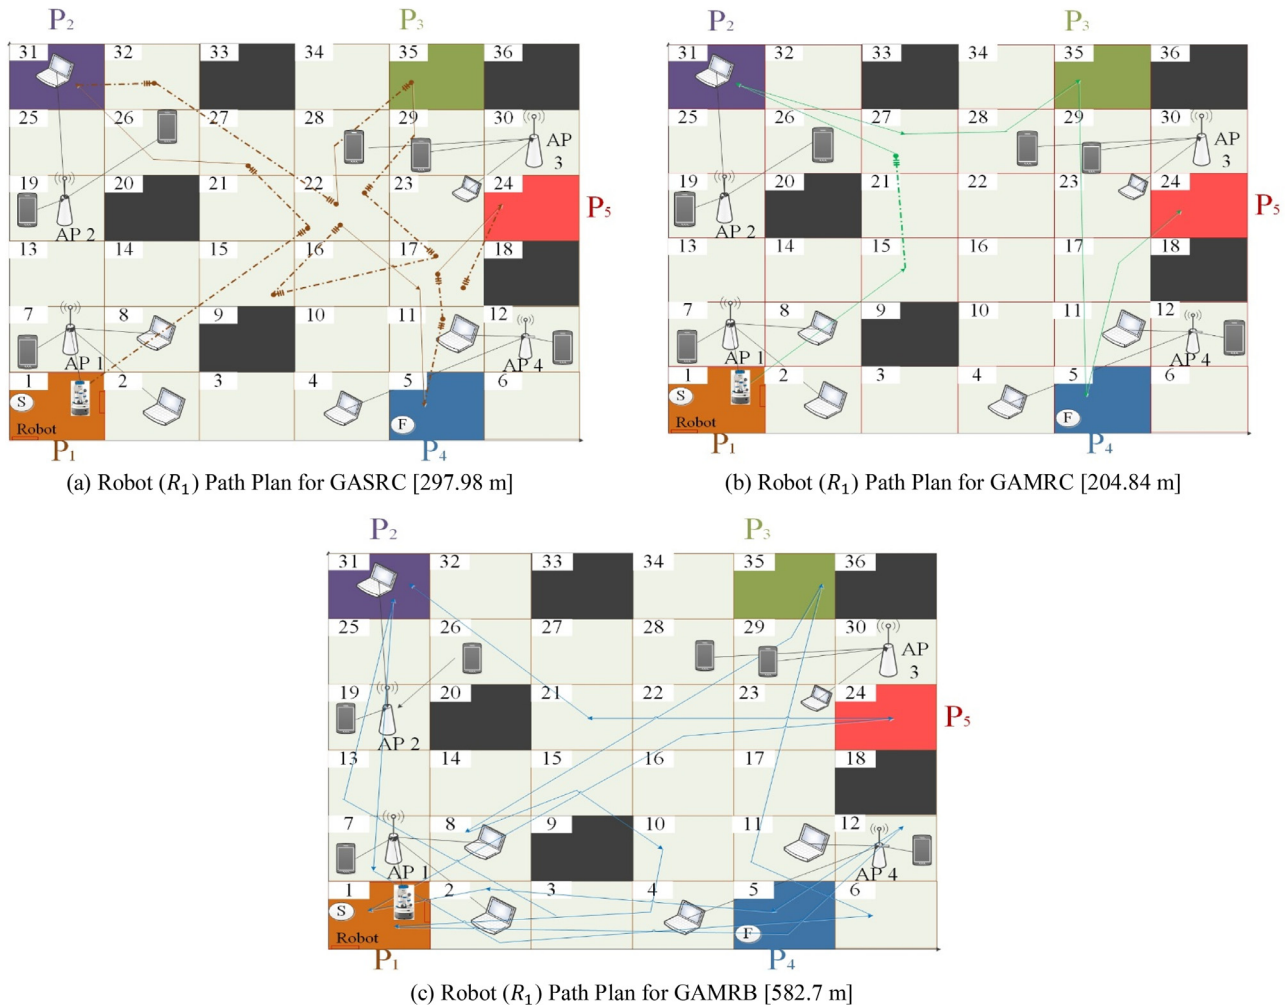 P₂ P₃
31 32 33 34 35 36
25 26 27 28 29 30
AP 3
19 20 21 22 23 24
P₅
AP 2
13 14 15 16 17 18
7 8 9 10 11 12
AP 1 AP 4
1 2 3 4 5 6
S F
Robot
P₁ P₄
(a) Robot (𝑅₁) Path Plan for GASRC [297.98 m]
P₂ P₃
31 32 33 34 35 36
25 26 27 28 29 30
AP 3
19 20 21 22 23 24
P₅
AP 2
13 14 15 16 17 18
7 8 9 10 11 12
AP 1 AP 4
1 2 3 4 5 6
S F
Robot
P₁ P₄
(b) Robot (𝑅₁) Path Plan for GAMRC [204.84 m]
P₂ P₃
31 32 33 34 35 36
25 26 27 28 29 30
AP 3
19 20 21 22 23 24
P₅
AP 2
13 14 15 16 17 18
7 8 9 10 11 12
AP 1 AP 4
1 2 3 4 5 6
S F
Robot
P₁ P₄
(c) Robot (𝑅₁) Path Plan for GAMRB [582.7 m]